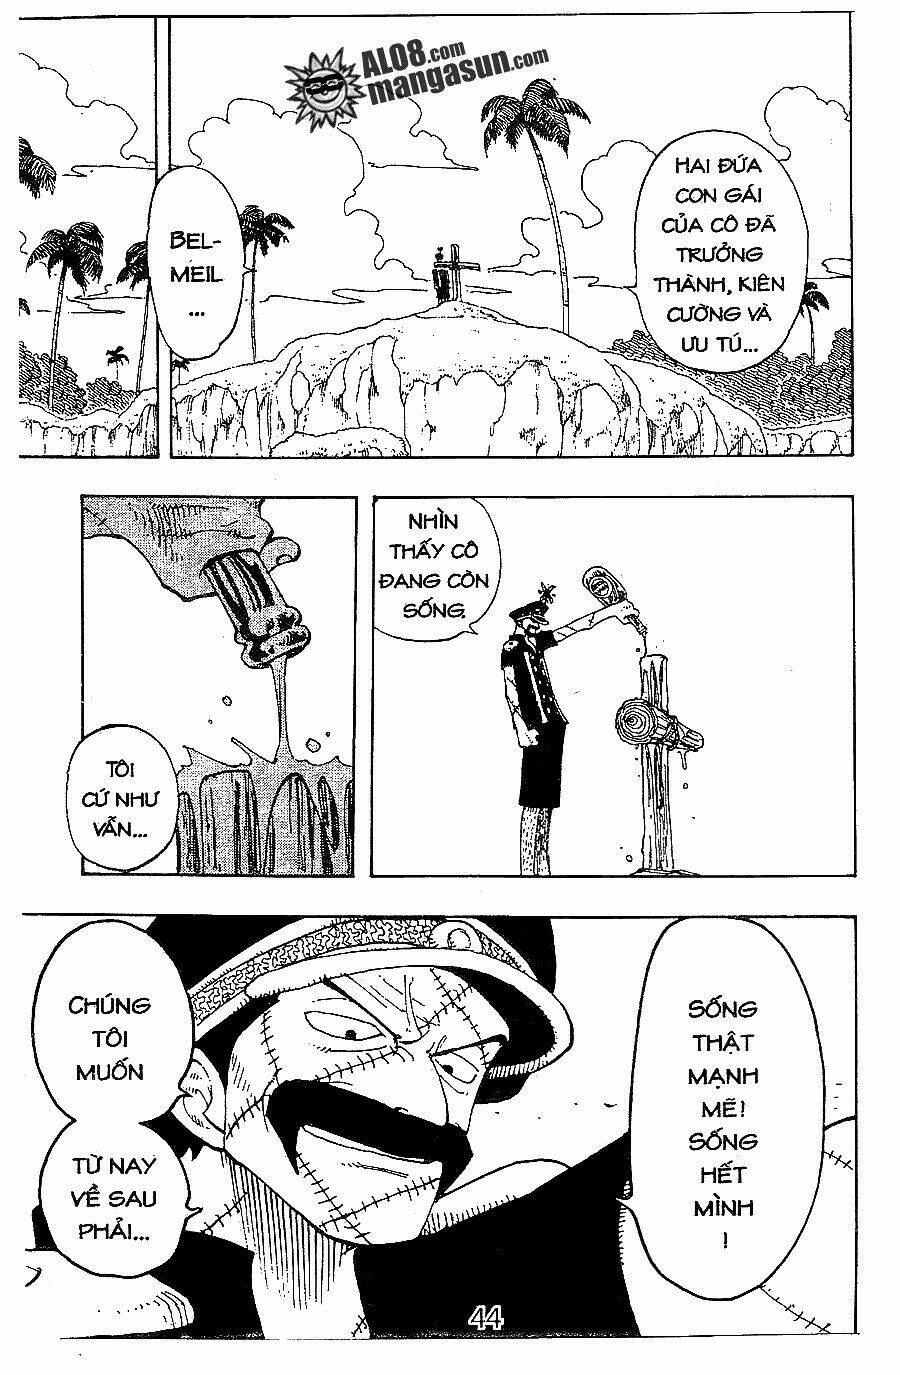 AL08.com
mangasun.com
BEL-
MEIL
...
HAI ĐỨA
CON GÁI
CỦA CÔ ĐÃ
TRƯỞNG
THÀNH, KIÊN
CƯỜNG VÀ
ƯU TÚ...
TÔI
CỨ NHƯ
VẪN...
NHÌN
THẤY CÔ
ĐANG CÒN
SỐNG.
CHÚNG
TÔI
MUỐN
TỪ NAY
VỀ SAU
PHẢI...
SỐNG
THẬT
MẠNH
MẼ!
SỐNG
HẾT
MÌNH
!
44